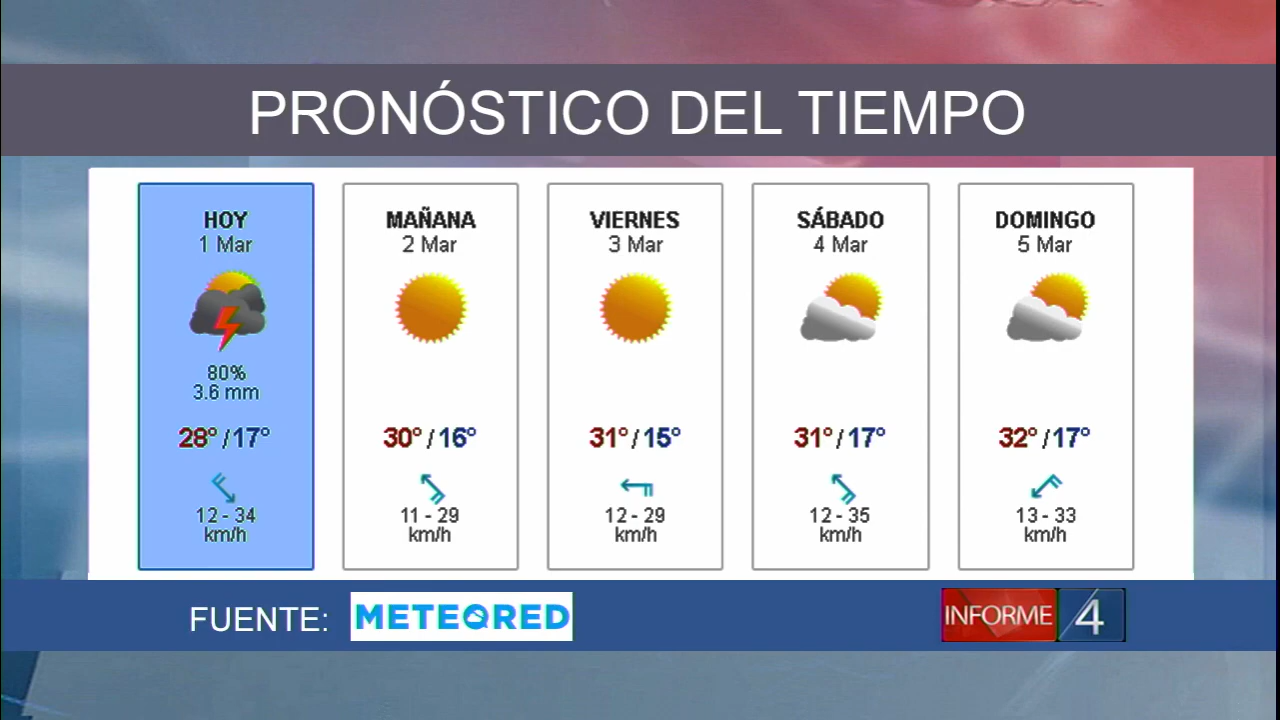 PRONÓSTICO DEL TIEMPO
HOY
1 Mar
80%
3.6 mm
28° / 17°
12 - 34
km/h
MAÑANA
2 Mar
30° / 16°
11 - 29
km/h
VIERNES
3 Mar
31° / 15°
12 - 29
km/h
SÁBADO
4 Mar
31° / 17°
12 - 35
km/h
DOMINGO
5 Mar
32° / 17°
13 - 33
km/h
FUENTE: METEORED
INFORME 4